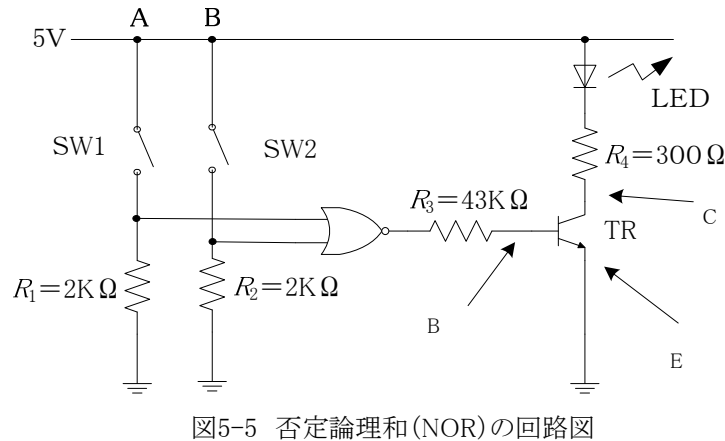 A B
5V
LED
SW1 SW2
R₄=300Ω
R₃=43KΩ
C
TR
R₁=2KΩ R₂=2KΩ
B
E
図5-5 否定論理和(NOR)の回路図